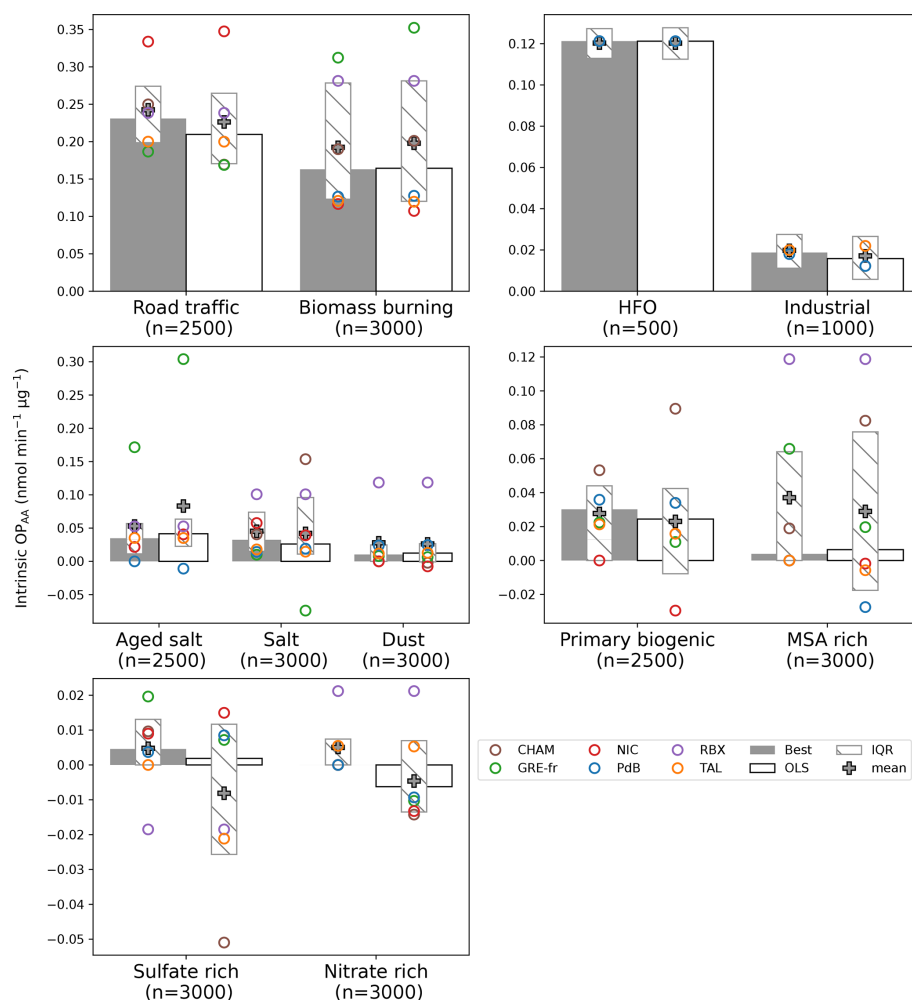 0.35
0.30
0.25
0.20
0.15
0.10
0.05
0.00
Road traffic
(n=2500)
Biomass burning
(n=3000)
0.12
0.10
0.08
0.06
0.04
0.02
0.00
HFO
(n=500)
Industrial
(n=1000)
Intrinsic OP_AA (nmol min⁻¹ µg⁻¹)
0.30
0.25
0.20
0.15
0.10
0.05
0.00
−0.05
Aged salt
(n=2500)
Salt
(n=3000)
Dust
(n=3000)
0.12
0.10
0.08
0.06
0.04
0.02
0.00
−0.02
Primary biogenic
(n=2500)
MSA rich
(n=3000)
0.02
0.01
0.00
−0.01
−0.02
−0.03
−0.04
−0.05
Sulfate rich
(n=3000)
Nitrate rich
(n=3000)
CHAM NIC RBX Best IQR
GRE-fr PdB TAL OLS mean